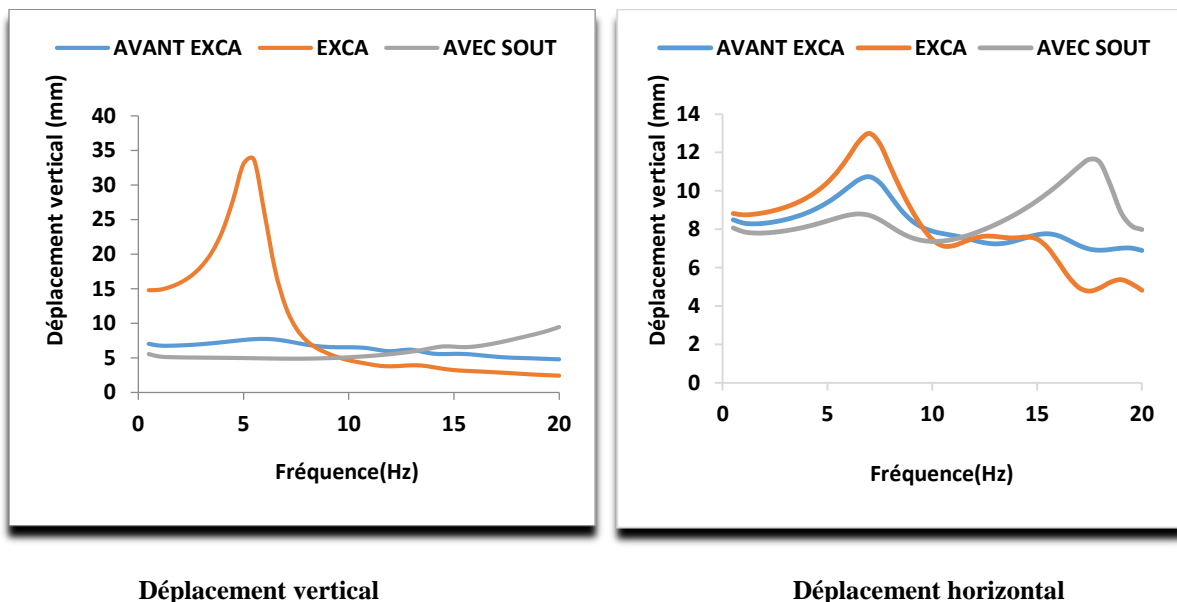 AVANT EXCA EXCA AVEC SOUT
Déplacement vertical (mm)
40
35
30
25
20
15
10
5
0
0 5 10 15 20
Fréquence(Hz)
AVANT EXCA EXCA AVEC SOUT
Déplacement vertical (mm)
14
12
10
8
6
4
2
0
0 5 10 15 20
Fréquence(Hz)
Déplacement vertical
Déplacement horizontal